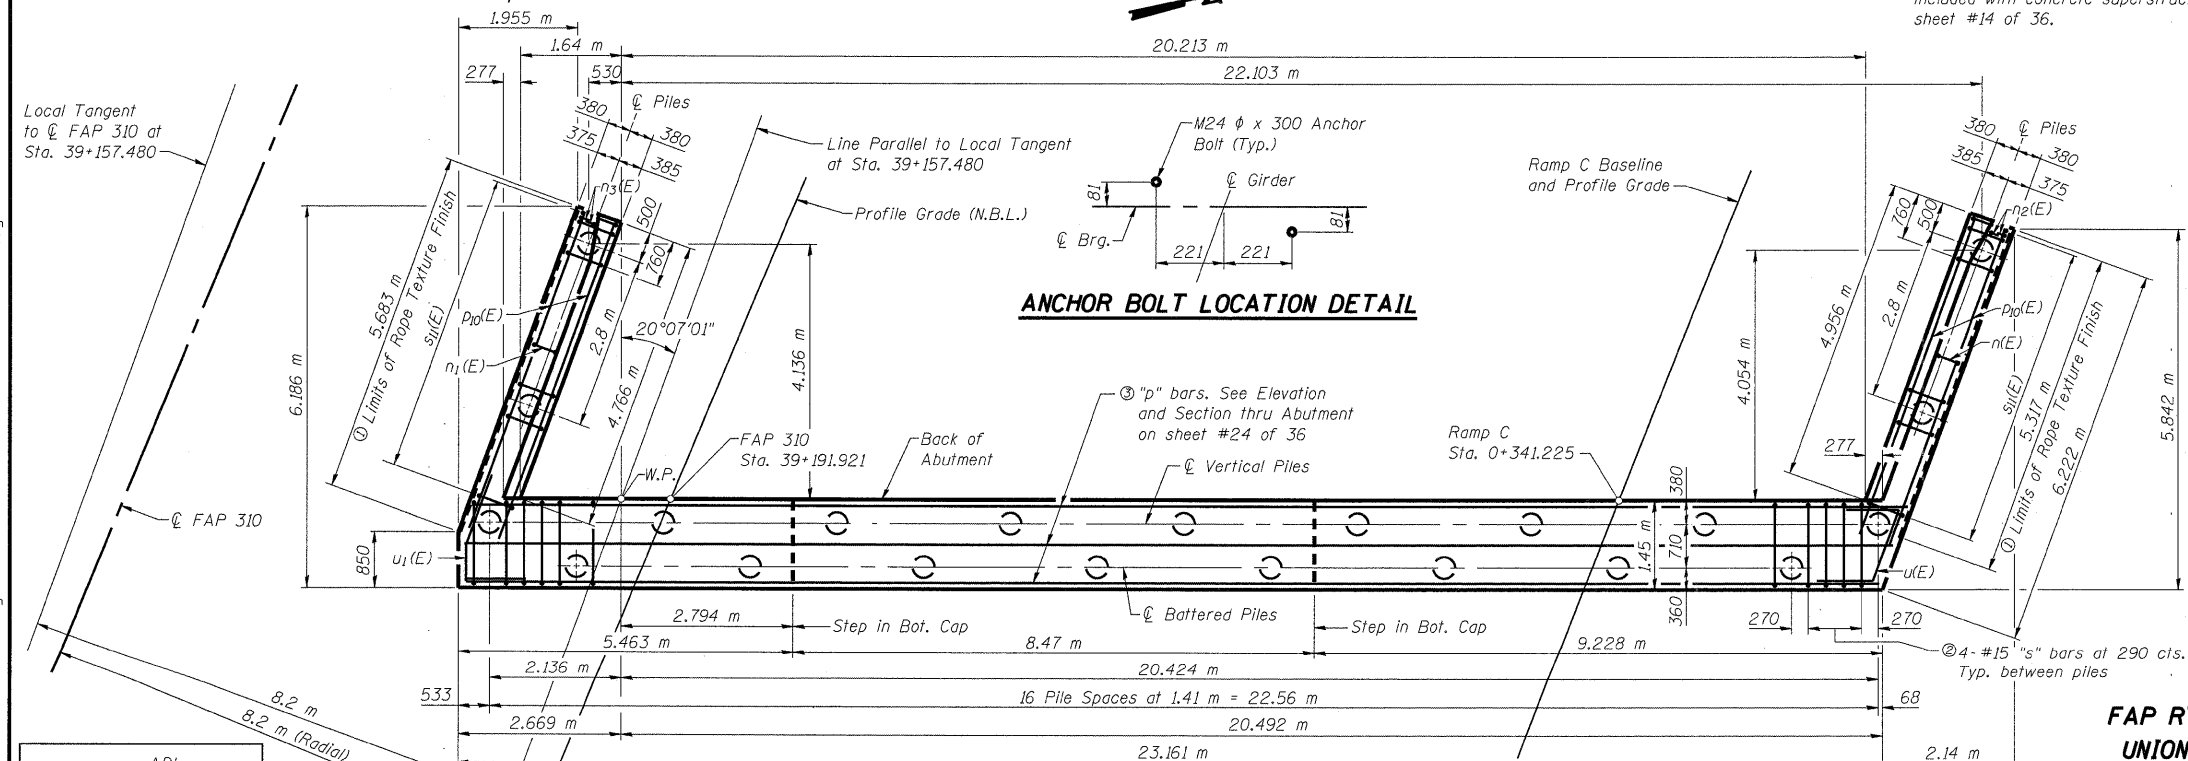 included with concrete superstruc
sheet #14 of 36.
1.955 m
1.64 m
20.213 m
277
530
22.103 m
Local Tangent
to ℄ FAP 310 at
Sta. 39+157.480
380
℄ Piles
375
380
385
Line Parallel to Local Tangent
at Sta. 39+157.480
Profile Grade (N.B.L.)
M24 ϕ x 300 Anchor
Bolt (Typ.)
℄ Girder
81
81
℄ Brg.
221
221
ANCHOR BOLT LOCATION DETAIL
Ramp C Baseline
and Profile Grade
380
℄ Piles
385
380
375
n3(E)
500
760
n2(E)
760
500
① Limits of Rope Texture Finish
5.683 m
s11(E)
p10(E)
n1(E)
2.8 m
4.766 m
20°07'01"
4.136 m
6.186 m
4.956 m
2.8 m
p10(E)
n(E)
s11(E)
5.317 m
① Limits of Rope Texture Finish
6.222 m
4.054 m
5.842 m
③ "p" bars. See Elevation
and Section thru Abutment
on sheet #24 of 36
FAP 310
Sta. 39+191.921
Back of
Abutment
W.P.
℄ Vertical Piles
Ramp C
Sta. 0+341.225
277
℄ FAP 310
850
u1(E)
380
1.45 m
710
360
u(E)
2.794 m
Step in Bot. Cap
℄ Battered Piles
Step in Bot. Cap
270
270
5.463 m
8.47 m
9.228 m
② 4- #15 "s" bars at 290 cts.
Typ. between piles
2.136 m
20.424 m
533
16 Pile Spaces at 1.41 m = 22.56 m
68
8.2 m
8.2 m (Radial)
2.669 m
20.492 m
23.161 m
2.14 m
FAP R
UNION